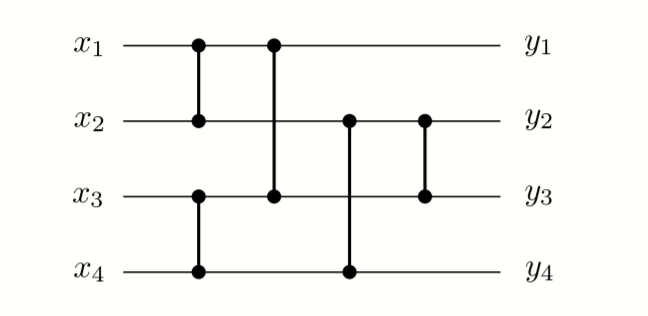 x₁ y₁
x₂ y₂
x₃ y₃
x₄ y₄